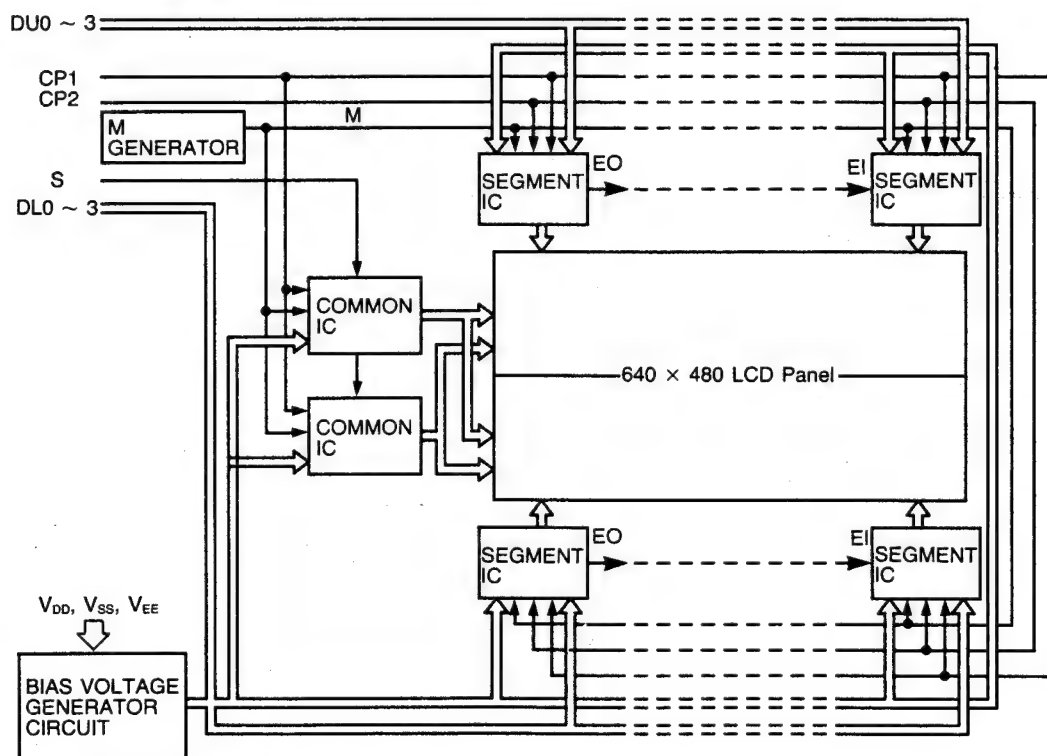 DU0 ~ 3
CP1
CP2
M
GENERATOR
M
S
DL0 ~ 3
EO
EI
SEGMENT
IC
SEGMENT
IC
COMMON
IC
COMMON
IC
640 × 480 LCD Panel
EO
EI
SEGMENT
IC
SEGMENT
IC
VDD, VSS, VEE
BIAS VOLTAGE
GENERATOR
CIRCUIT